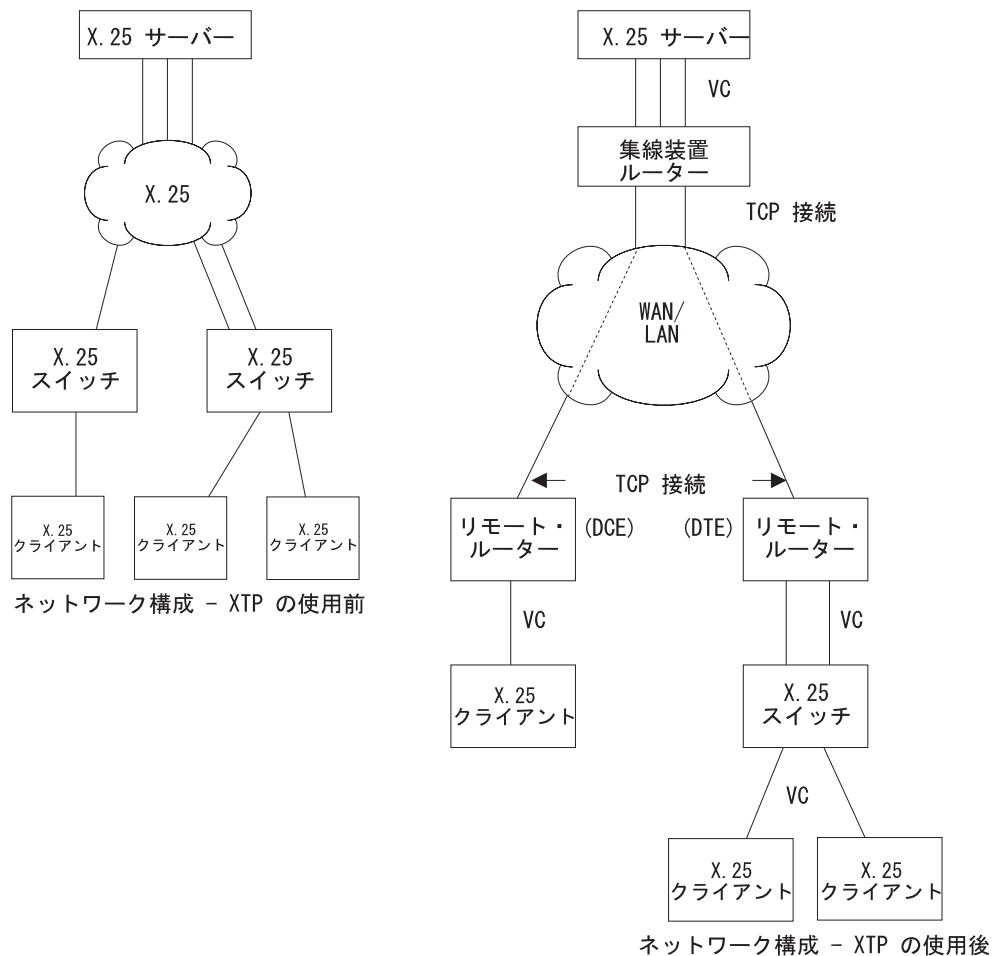 X.25 サーバー
X.25
X.25
スイッチ
X.25
スイッチ
X.25
クライアント
X.25
クライアント
X.25
クライアント
ネットワーク構成 - XTP の使用前
X.25 サーバー
VC
集線装置
ルーター
TCP 接続
WAN/
LAN
TCP 接続
リモート・
ルーター
(DCE)
(DTE)
リモート・
ルーター
VC
VC
X.25
クライアント
X.25
スイッチ
VC
X.25
クライアント
X.25
クライアント
ネットワーク構成 - XTP の使用後